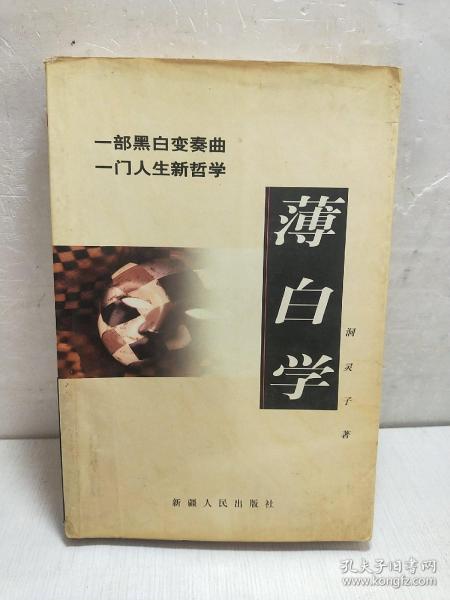 一部黑白变奏曲
一门人生新哲学
薄白学
洞灵子著
新疆人民出版社
孔夫子旧书网
www.kongfz.com